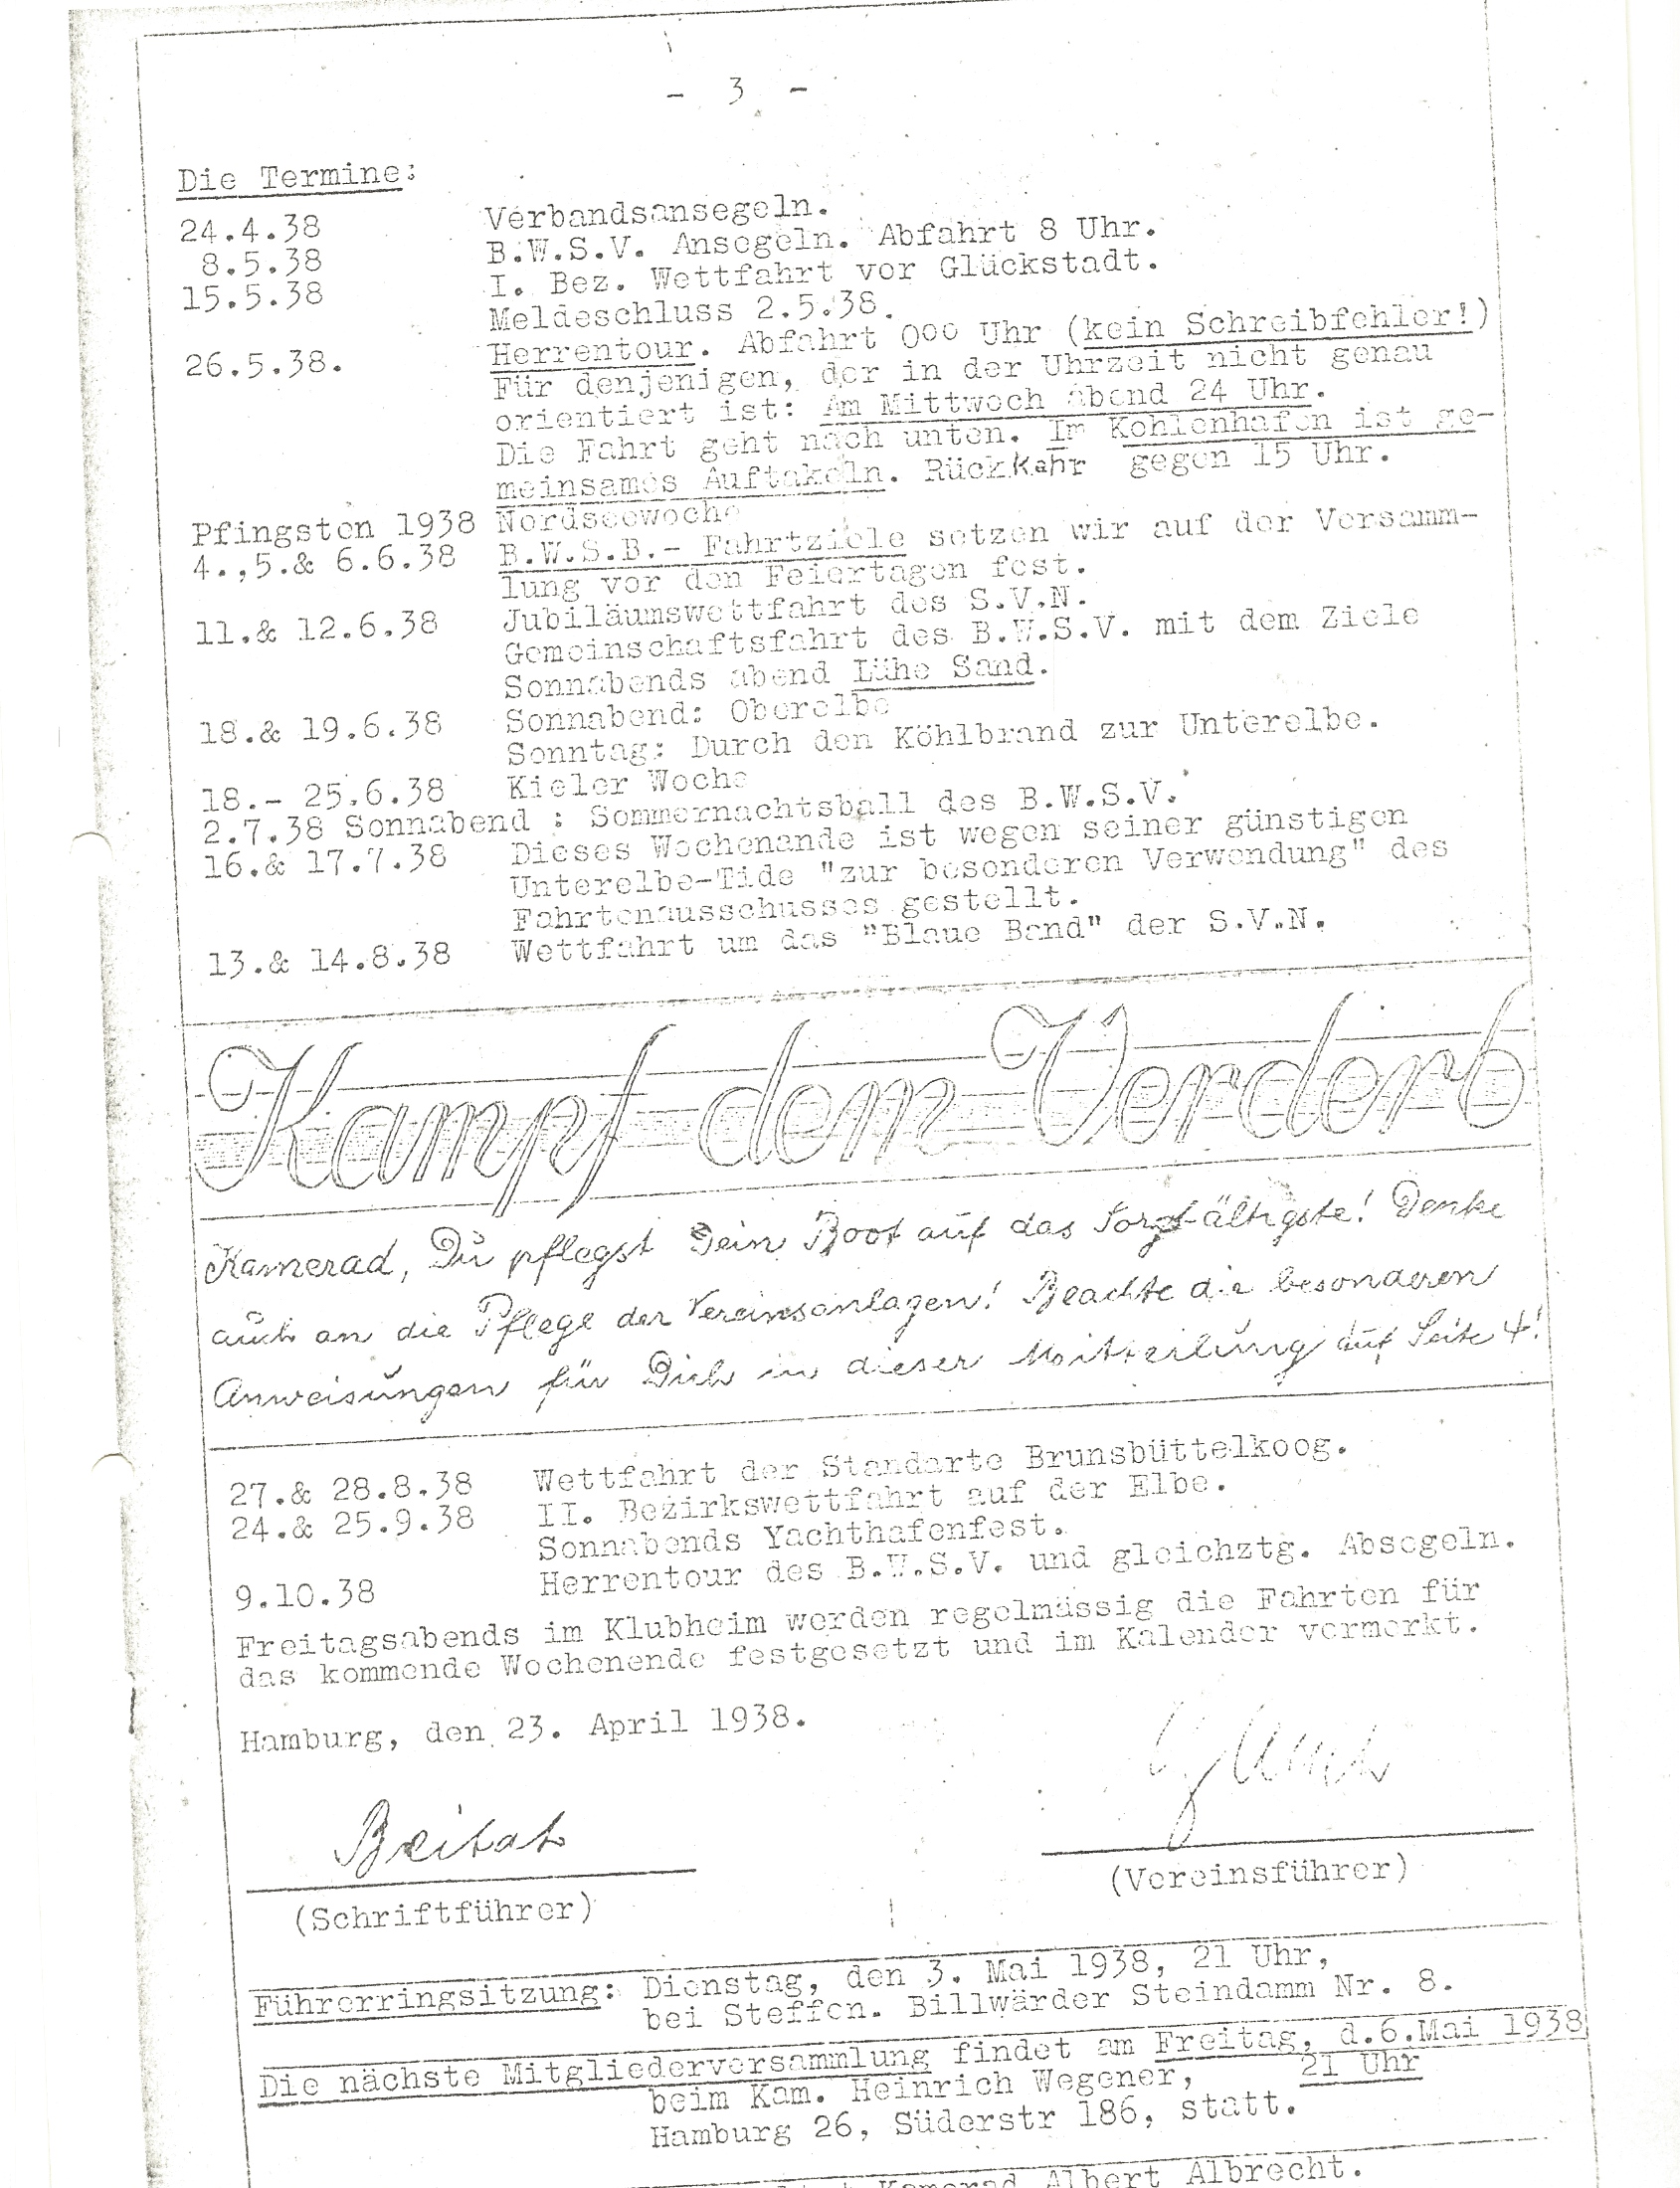 - 3 -
Die Termine:
24.4.38 Verbandsansegeln.
8.5.38 B.W.S.V. Ansegeln. Abfahrt 8 Uhr.
15.5.38 I. Bez. Wettfahrt vor Glückstadt.
Meldeschluss 2.5.38.
26.5.38. Herrentour. Abfahrt 0oo Uhr (kein Schreibfehler!)
Für denjenigen, der in der Uhrzeit nicht genau
orientiert ist: Am Mittwoch abend 24 Uhr.
Die Fahrt geht nach unten. Im Kohlenhafen ist ge-
meinsames Auftakeln. Rückkahr gegen 15 Uhr.
Pfingsten 1938 Nordseewoche
4.,5.& 6.6.38 B.W.S.B.- Fahrtziele setzen wir auf der Versamm-
lung vor den Feiertagen fest.
11.& 12.6.38 Jubiläumswettfahrt des S.V.N.
Gemeinschaftsfahrt des B.W.S.V. mit dem Ziele
Sonnabends abend Lühe Sand.
18.& 19.6.38 Sonnabend: Oberelbe
Sonntag: Durch den Köhlbrand zur Unterelbe.
18.- 25.6.38 Kieler Woche
2.7.38 Sonnabend : Sommernachtsball des B.W.S.V.
16.& 17.7.38 Dieses Wochenande ist wegen seiner günstigen
Unterelbe-Tide "zur besonderen Verwendung" des
Fahrtenausschusses gestellt.
13.& 14.8.38 Wettfahrt um das "Blaue Band" der S.V.N.
Kampf dem Verderb
Kamerad, Du pflegst Dein Boot auf das Sorgfältigste! Denke
auch an die Pflege der Vereinsanlagen! Beachte die besonderen
Anweisungen für Dich in dieser Mitteilung auf Seite 4!
27.& 28.8.38 Wettfahrt der Standarte Brunsbüttelkoog.
24.& 25.9.38 II. Bezirkswettfahrt auf der Elbe.
Sonnabends Yachthafenfest.
9.10.38 Herrentour des B.W.S.V. und gleichztg. Absegeln.
Freitagsabends im Klubheim werden regelmässig die Fahrten für
das kommende Wochenende festgesetzt und im Kalender vermerkt.
Hamburg, den 23. April 1938.
(Vereinsführer)
(Schriftführer)
Führerringsitzung: Dienstag, den 3. Mai 1938, 21 Uhr,
bei Steffen. Billwärder Steindamm Nr. 8.
Die nächste Mitgliederversammlung findet am Freitag, d.6.Mai 1938
beim Kam. Heinrich Wegener, 21 Uhr
Hamburg 26, Süderstr 186, statt.
Kamerad Albert Albrecht.